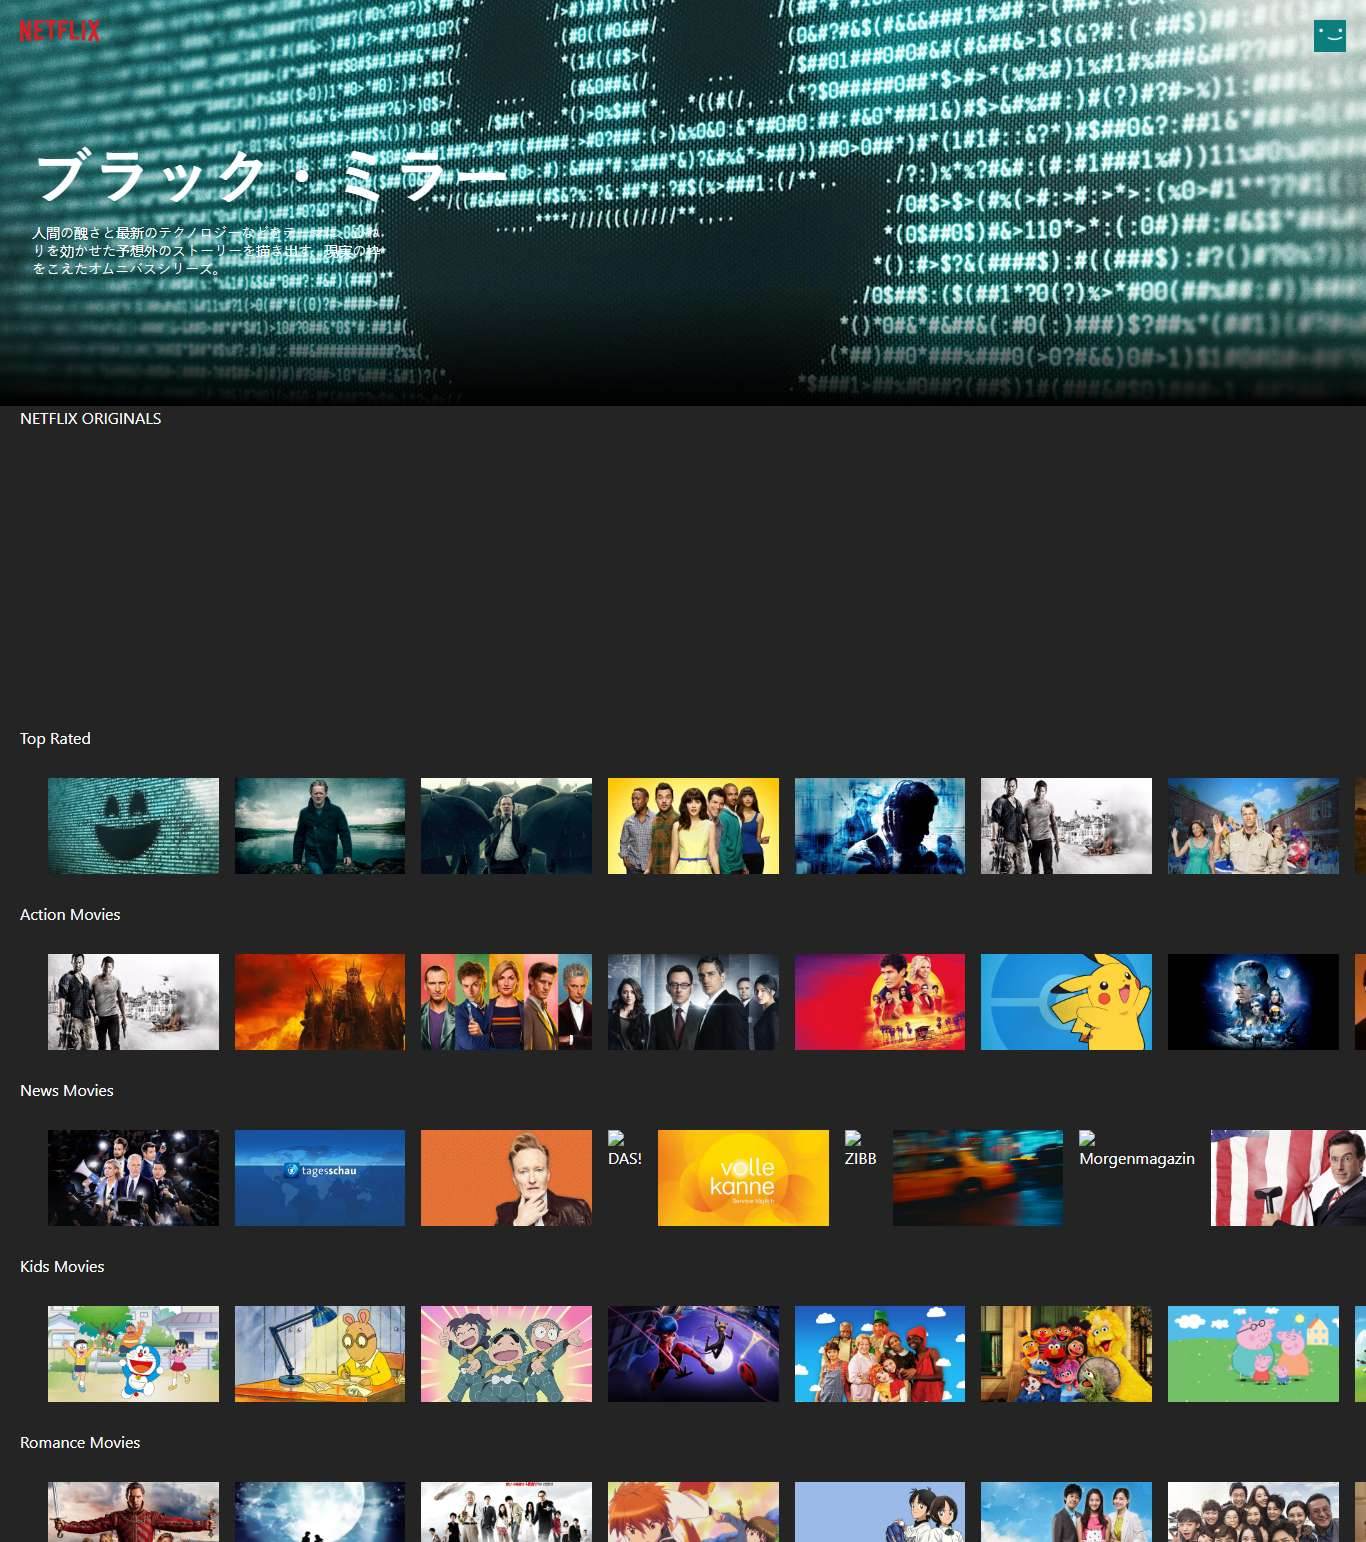 NETFLIX
ブラック・ミラー
人間の醜さと最新のテクノロジーなどをテ
りを効かせた予想外のストーリーを描き出す、現実の枠
をこえたオムニバスシリーズ。
NETFLIX ORIGINALS
Top Rated
Action Movies
News Movies
tagesschau
DAS!
volle
kanne
ZIBB
Morgenmagazin
Kids Movies
Romance Movies